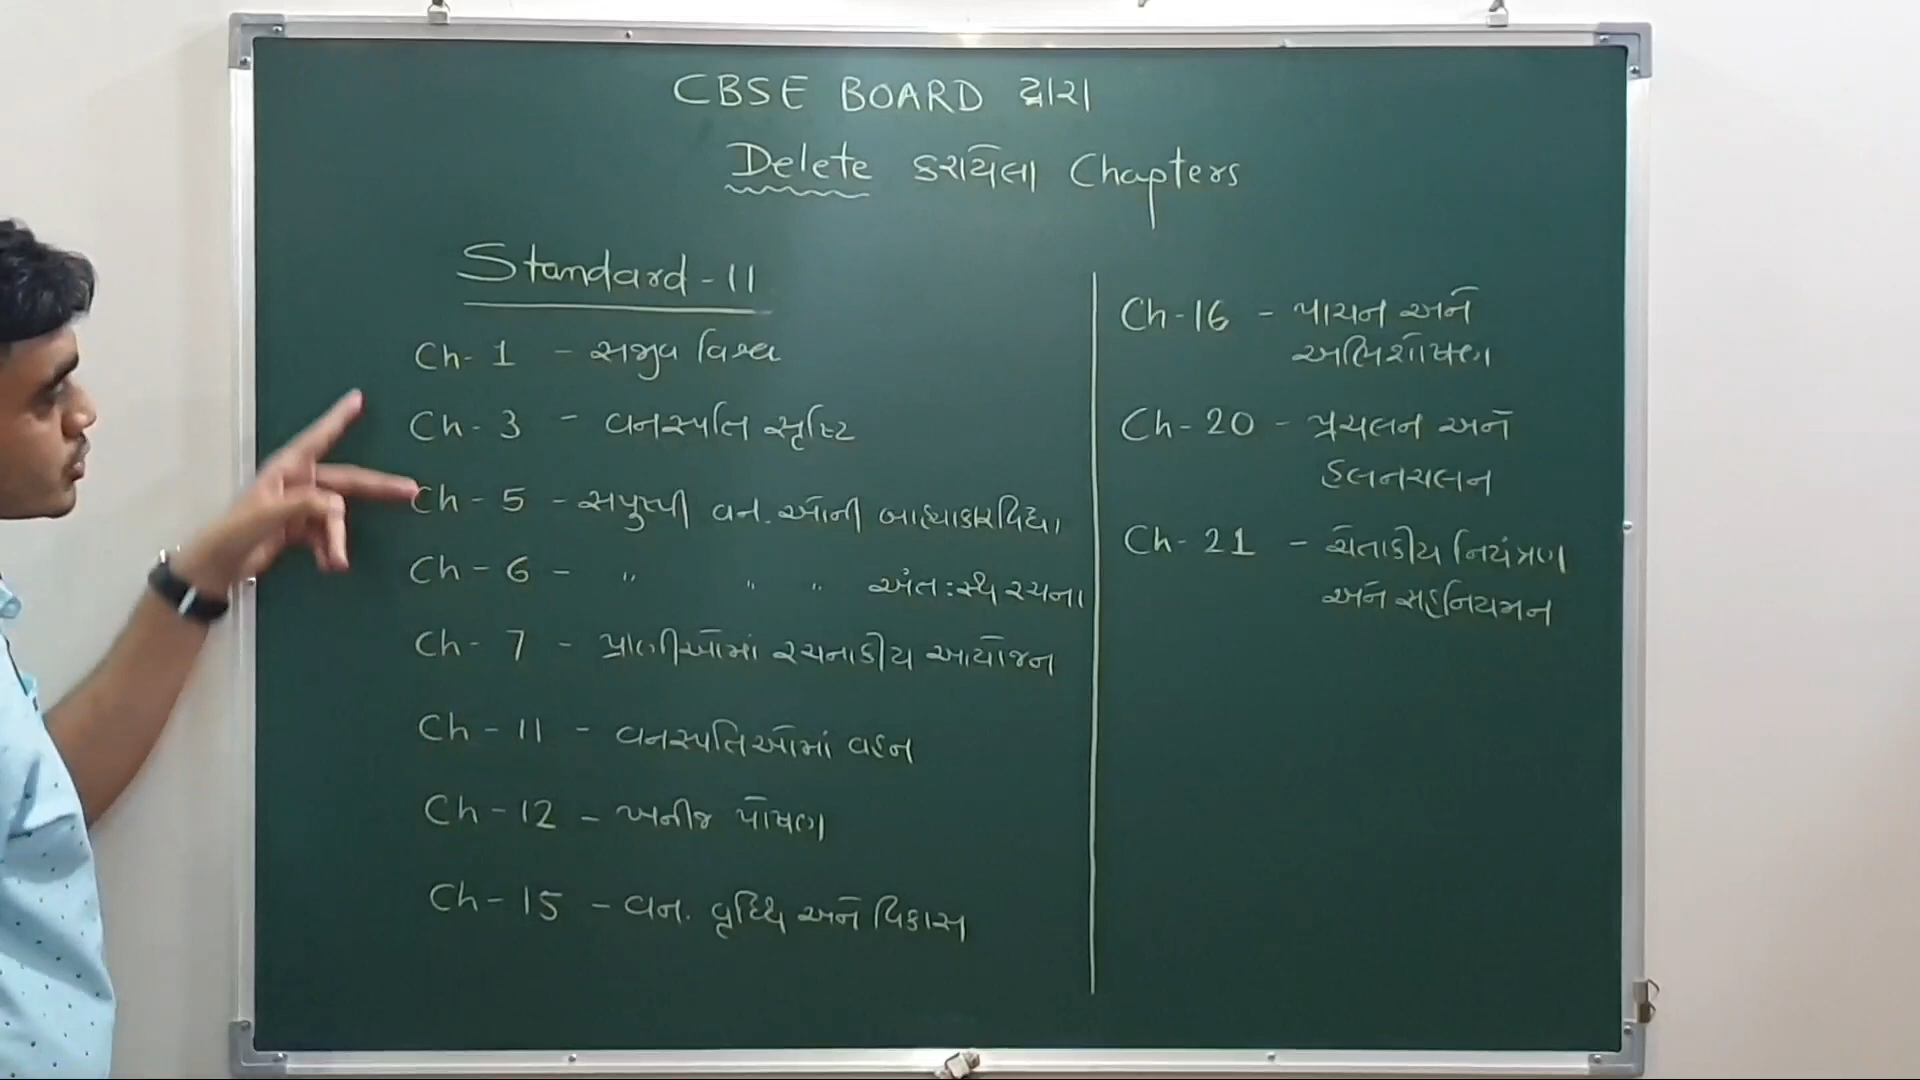 CBSE BOARD દ્વારા
Delete કરાયેલા Chapters
Standard - 11
Ch- 1 - સજીવ વિશ્વ
Ch- 3 - વનસ્પતિ સૃષ્ટિ
Ch - 5 - સપુષ્પી વન. ઓની બાહ્યાકારવિદ્યા
Ch - 6 - " " " અંતઃસ્થ રચના
Ch - 7 - પ્રાણીઓમાં રચનાકીય આયોજન
Ch - 11 - વનસ્પતિઓમાં વહન
Ch - 12 - ખનીજ પોષણ
Ch - 15 - વન. વૃધ્ધિ અને વિકાસ
Ch-16 - પાચન અને
અભિશોષણ
Ch- 20 - પ્રચલન અને
હલનચલન
Ch- 21 - ચેતાકીય નિયંત્રણ
અને સહનિયમન